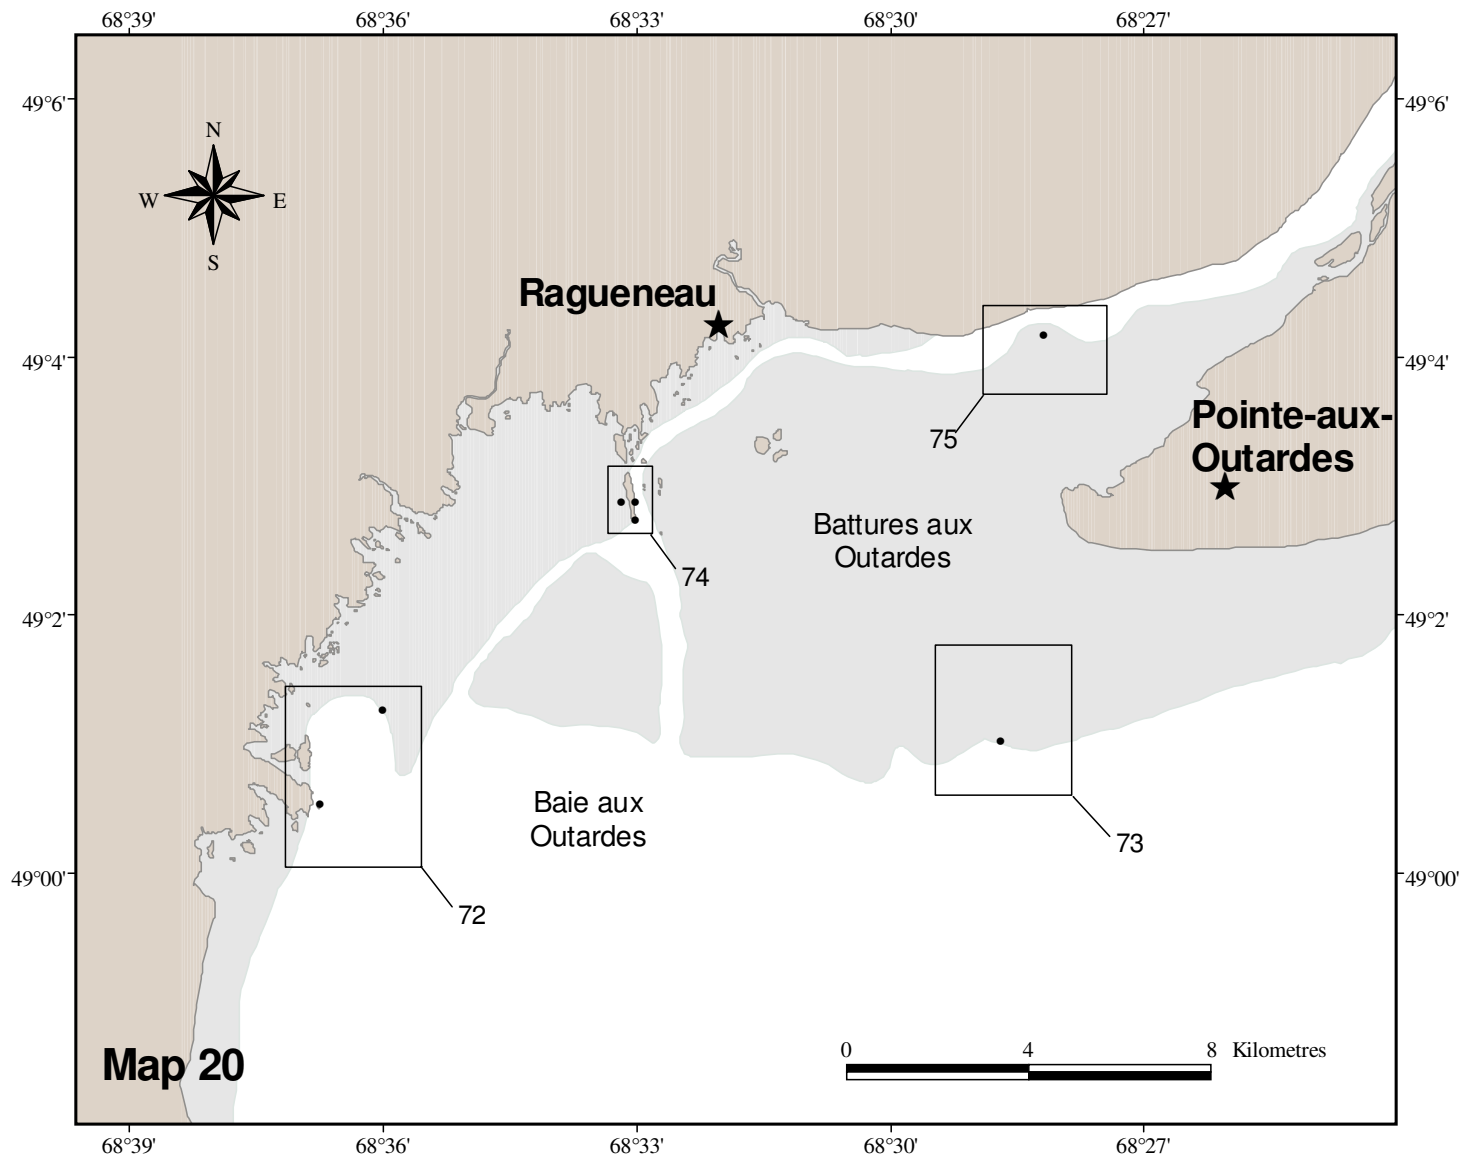 68°39' 68°36' 68°33' 68°30' 68°27'
49°6' 49°6'
N
W E
S
Ragueneau
49°4' 49°4'
Pointe-aux-
Outardes
75
Battures aux
Outardes
74
49°2' 49°2'
Baie aux
Outardes
73
49°00' 49°00'
72
0 4 8 Kilometres
Map 20
68°39' 68°36' 68°33' 68°30' 68°27'